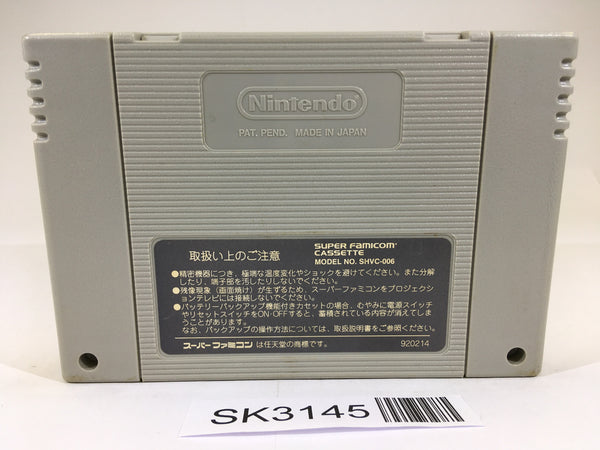 Nintendo
PAT. PEND. MADE IN JAPAN
取扱い上のご注意
SUPER FAMICOM
CASSETTE
MODEL NO. SHVC-006
●精密機器につき、極端な温度変化やショックを避けてください。また分解
したり、端子部を汚したりしないでください。
●残像現象(画面焼け)が生ずるため、スーパーファミコンをプロジェクシ
ョンテレビには接続しないでください。
●バッテリーバックアップ機能付きカセットの場合、むやみに電源スイッチ
やリセットスイッチをON・OFFすると、蓄積されている内容が消えてしま
うことがあります。
なお、バックアップの操作方法については、取扱説明書をご参照ください。
スーパーファミコンは任天堂の商標です。
920214
SK3145